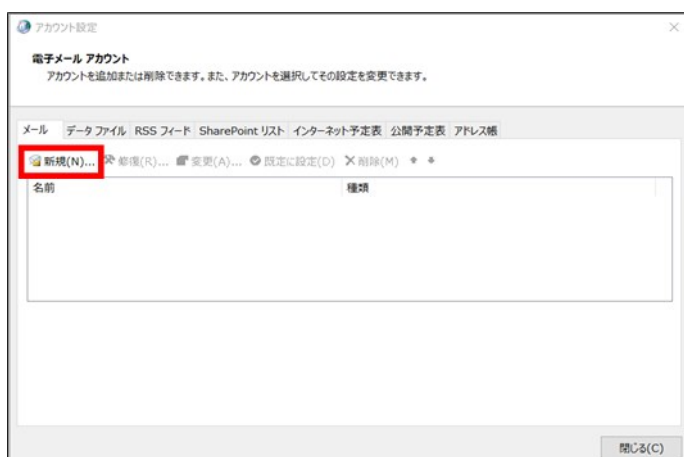 アカウント設定
電子メール アカウント
アカウントを追加または削除できます。また、アカウントを選択してその設定を変更できます。
メール データ ファイル RSS フィード SharePoint リスト インターネット予定表 公開予定表 アドレス帳
新規(N)... 修復(R)... 変更(A)... 既定に設定(D) 削除(M)
名前 種類
閉じる(C)